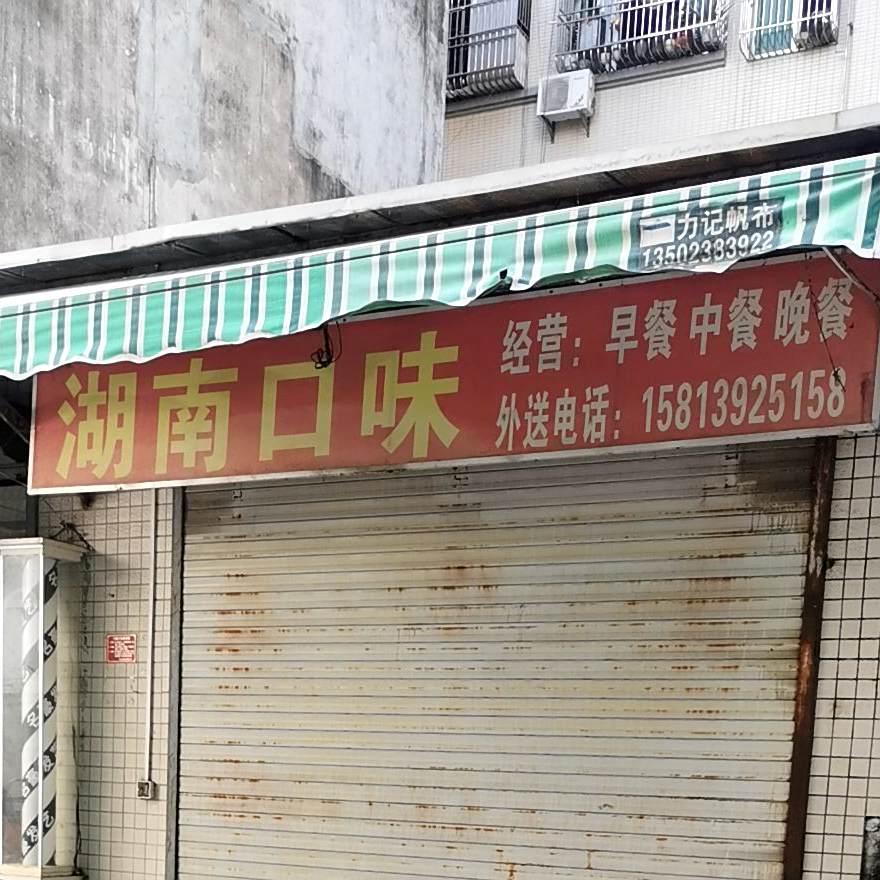 力记帆布
13502383922
湖南口味
经营：早餐 中餐 晚餐
外送电话：15813925158